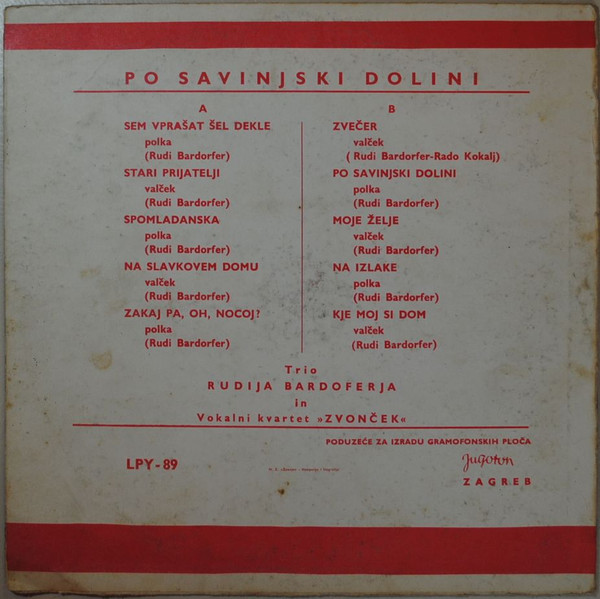 PO SAVINJSKI DOLINI
A
SEM VPRAŠAT ŠEL DEKLE
polka
(Rudi Bardorfer)
STARI PRIJATELJI
valček
(Rudi Bardorfer)
SPOMLADANSKA
polka
(Rudi Bardorfer)
NA SLAVKOVEM DOMU
valček
(Rudi Bardorfer)
ZAKAJ PA, OH, NOCOJ?
polka
(Rudi Bardorfer)
B
ZVEČER
valček
( Rudi Bardorfer-Rado Kokalj)
PO SAVINJSKI DOLINI
polka
(Rudi Bardorfer)
MOJE ŽELJE
valček
(Rudi Bardorfer)
NA IZLAKE
polka
(Rudi Bardorfer)
KJE MOJ SI DOM
valček
(Rudi Bardorfer)
Trio
RUDIJA BARDOFERJA
in
Vokalni kvartet »ZVONČEK«
PODUZEĆE ZA IZRADU GRAMOFONSKIH PLOČA
LPY-89
Jugoton
ZAGREB